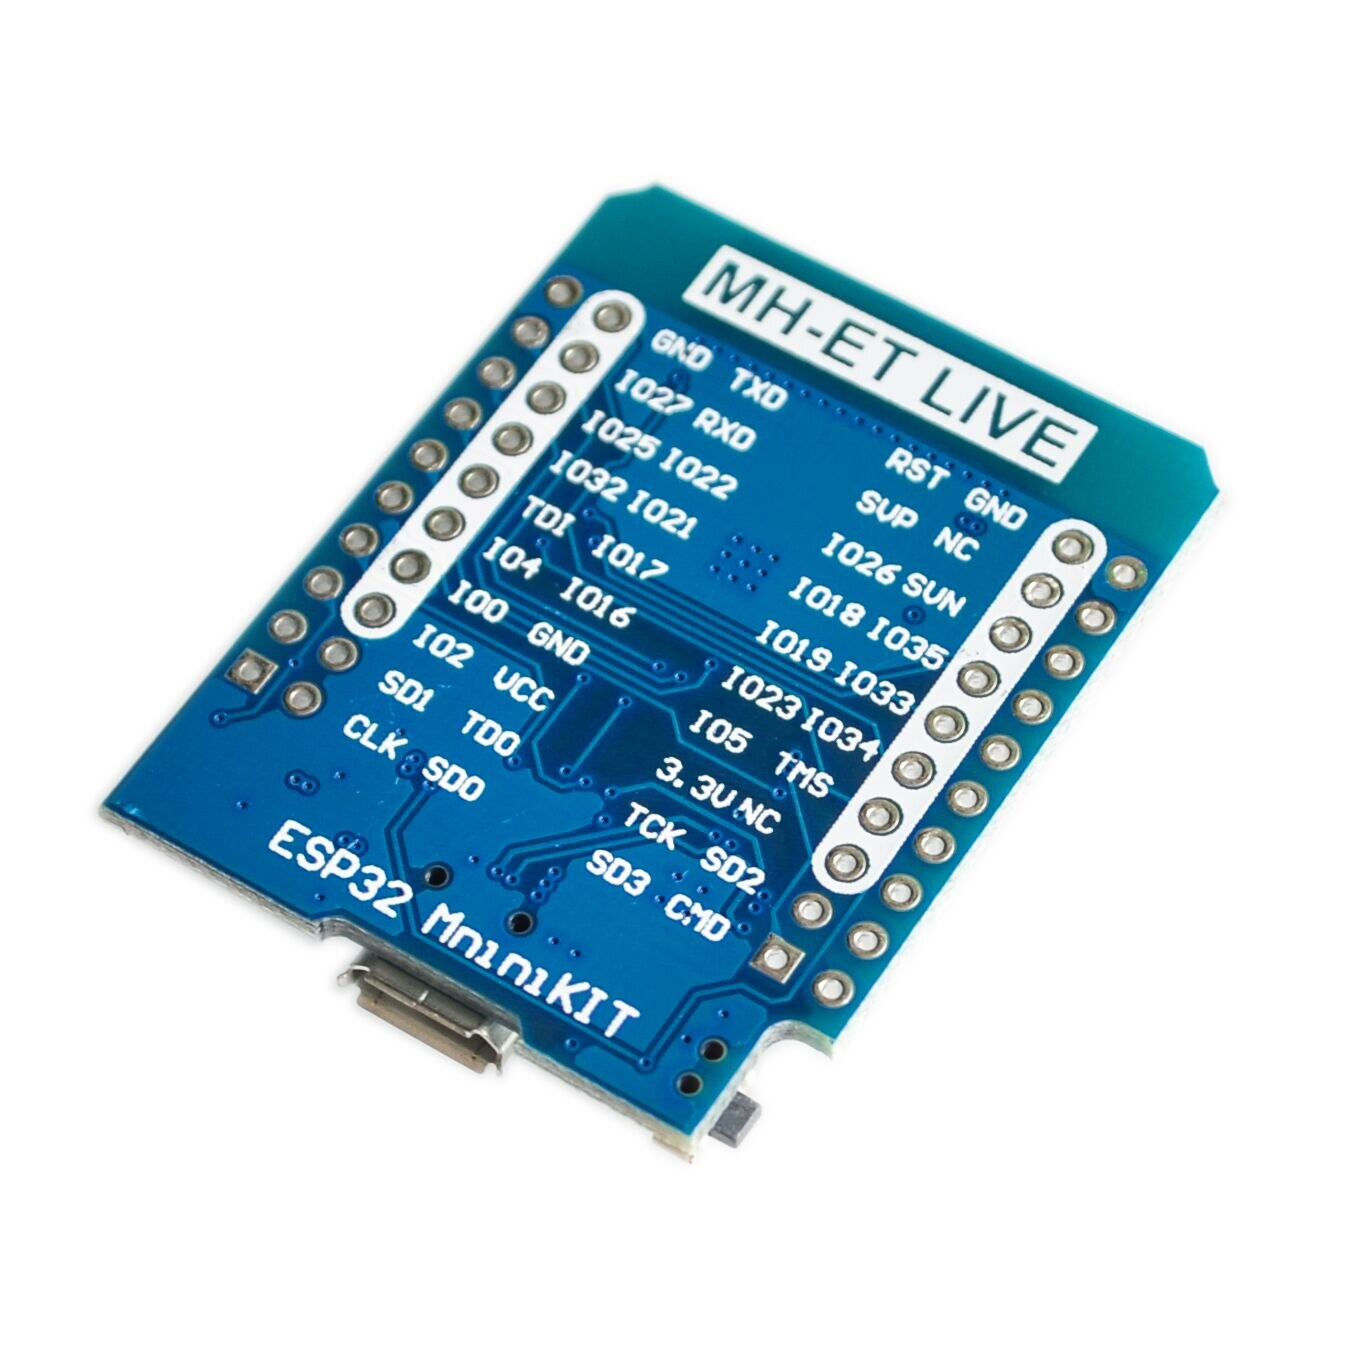 MH-ET LIVE
GND TXD
IO27 RXD
IO25 IO22
IO32 IO21
TDI IO17
IO4 IO16
IO0 GND
IO2 VCC
SD1 TDO
CLK SD0
RST GND
SVP NC
IO26 SVN
IO18 IO35
IO19 IO33
IO23 IO34
IO5 TMS
3.3V NC
TCK SD2
SD3 CMD
ESP32 MniniKIT